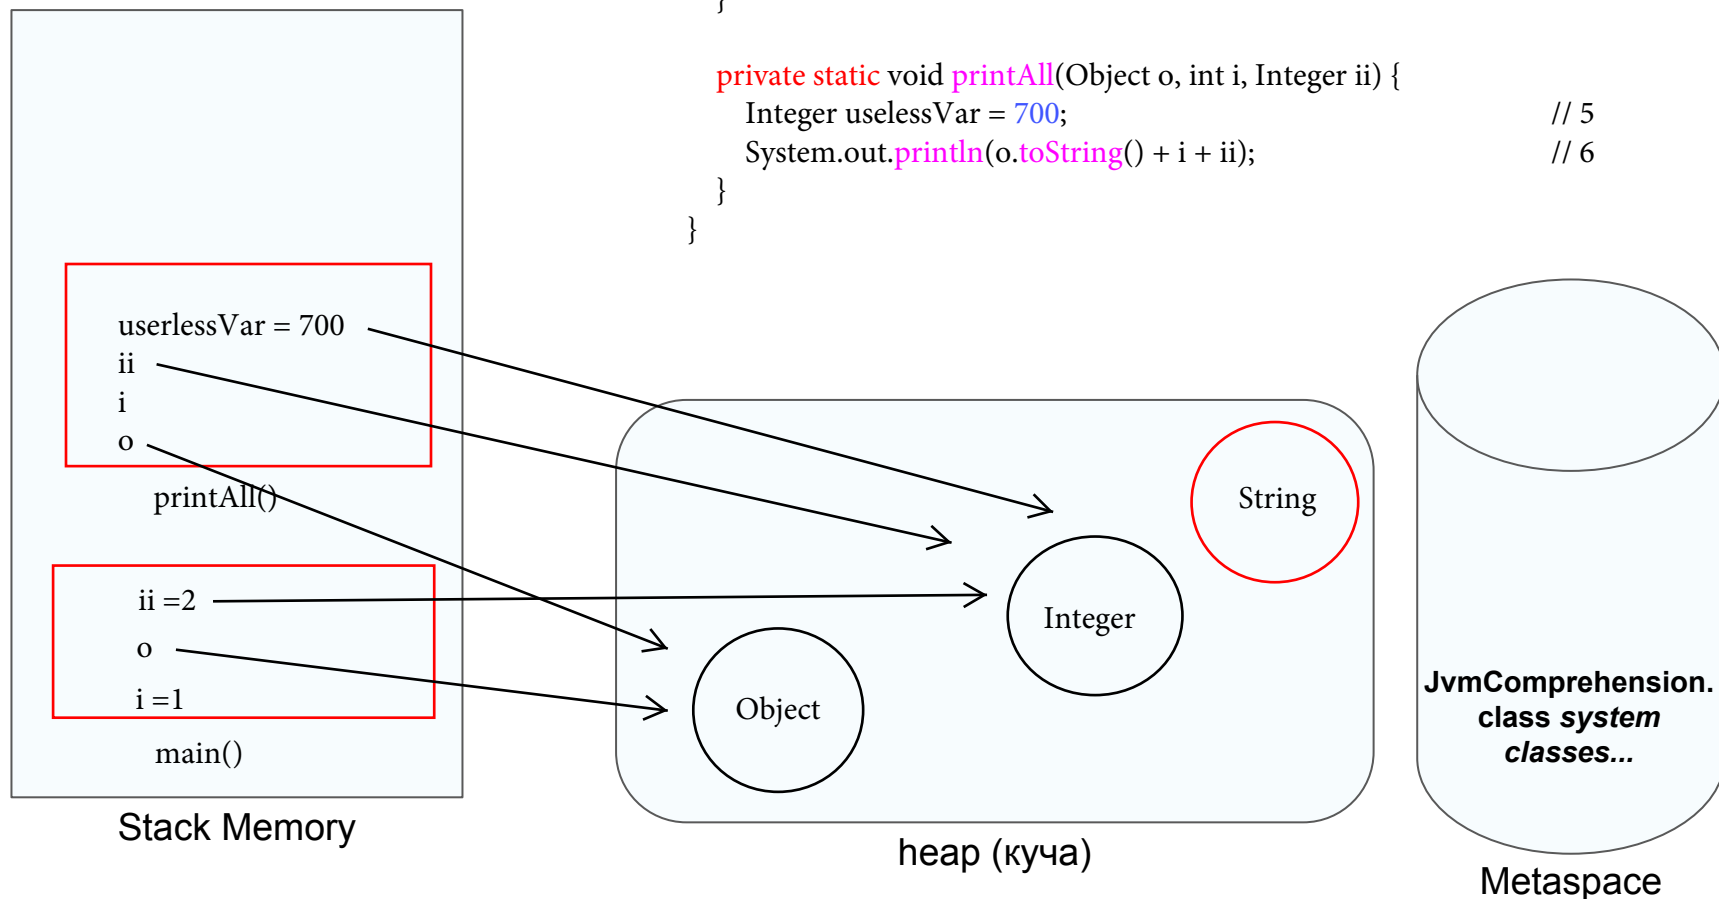 }
private static void printAll(Object o, int i, Integer ii) {
Integer uselessVar = 700; // 5
System.out.println(o.toString() + i + ii); // 6
}
}
userlessVar = 700
ii
i
o
printAll()
ii =2
o
i =1
main()
Stack Memory
String
Integer
Object
heap (куча)
JvmComprehension.
class system
classes...
Metaspace